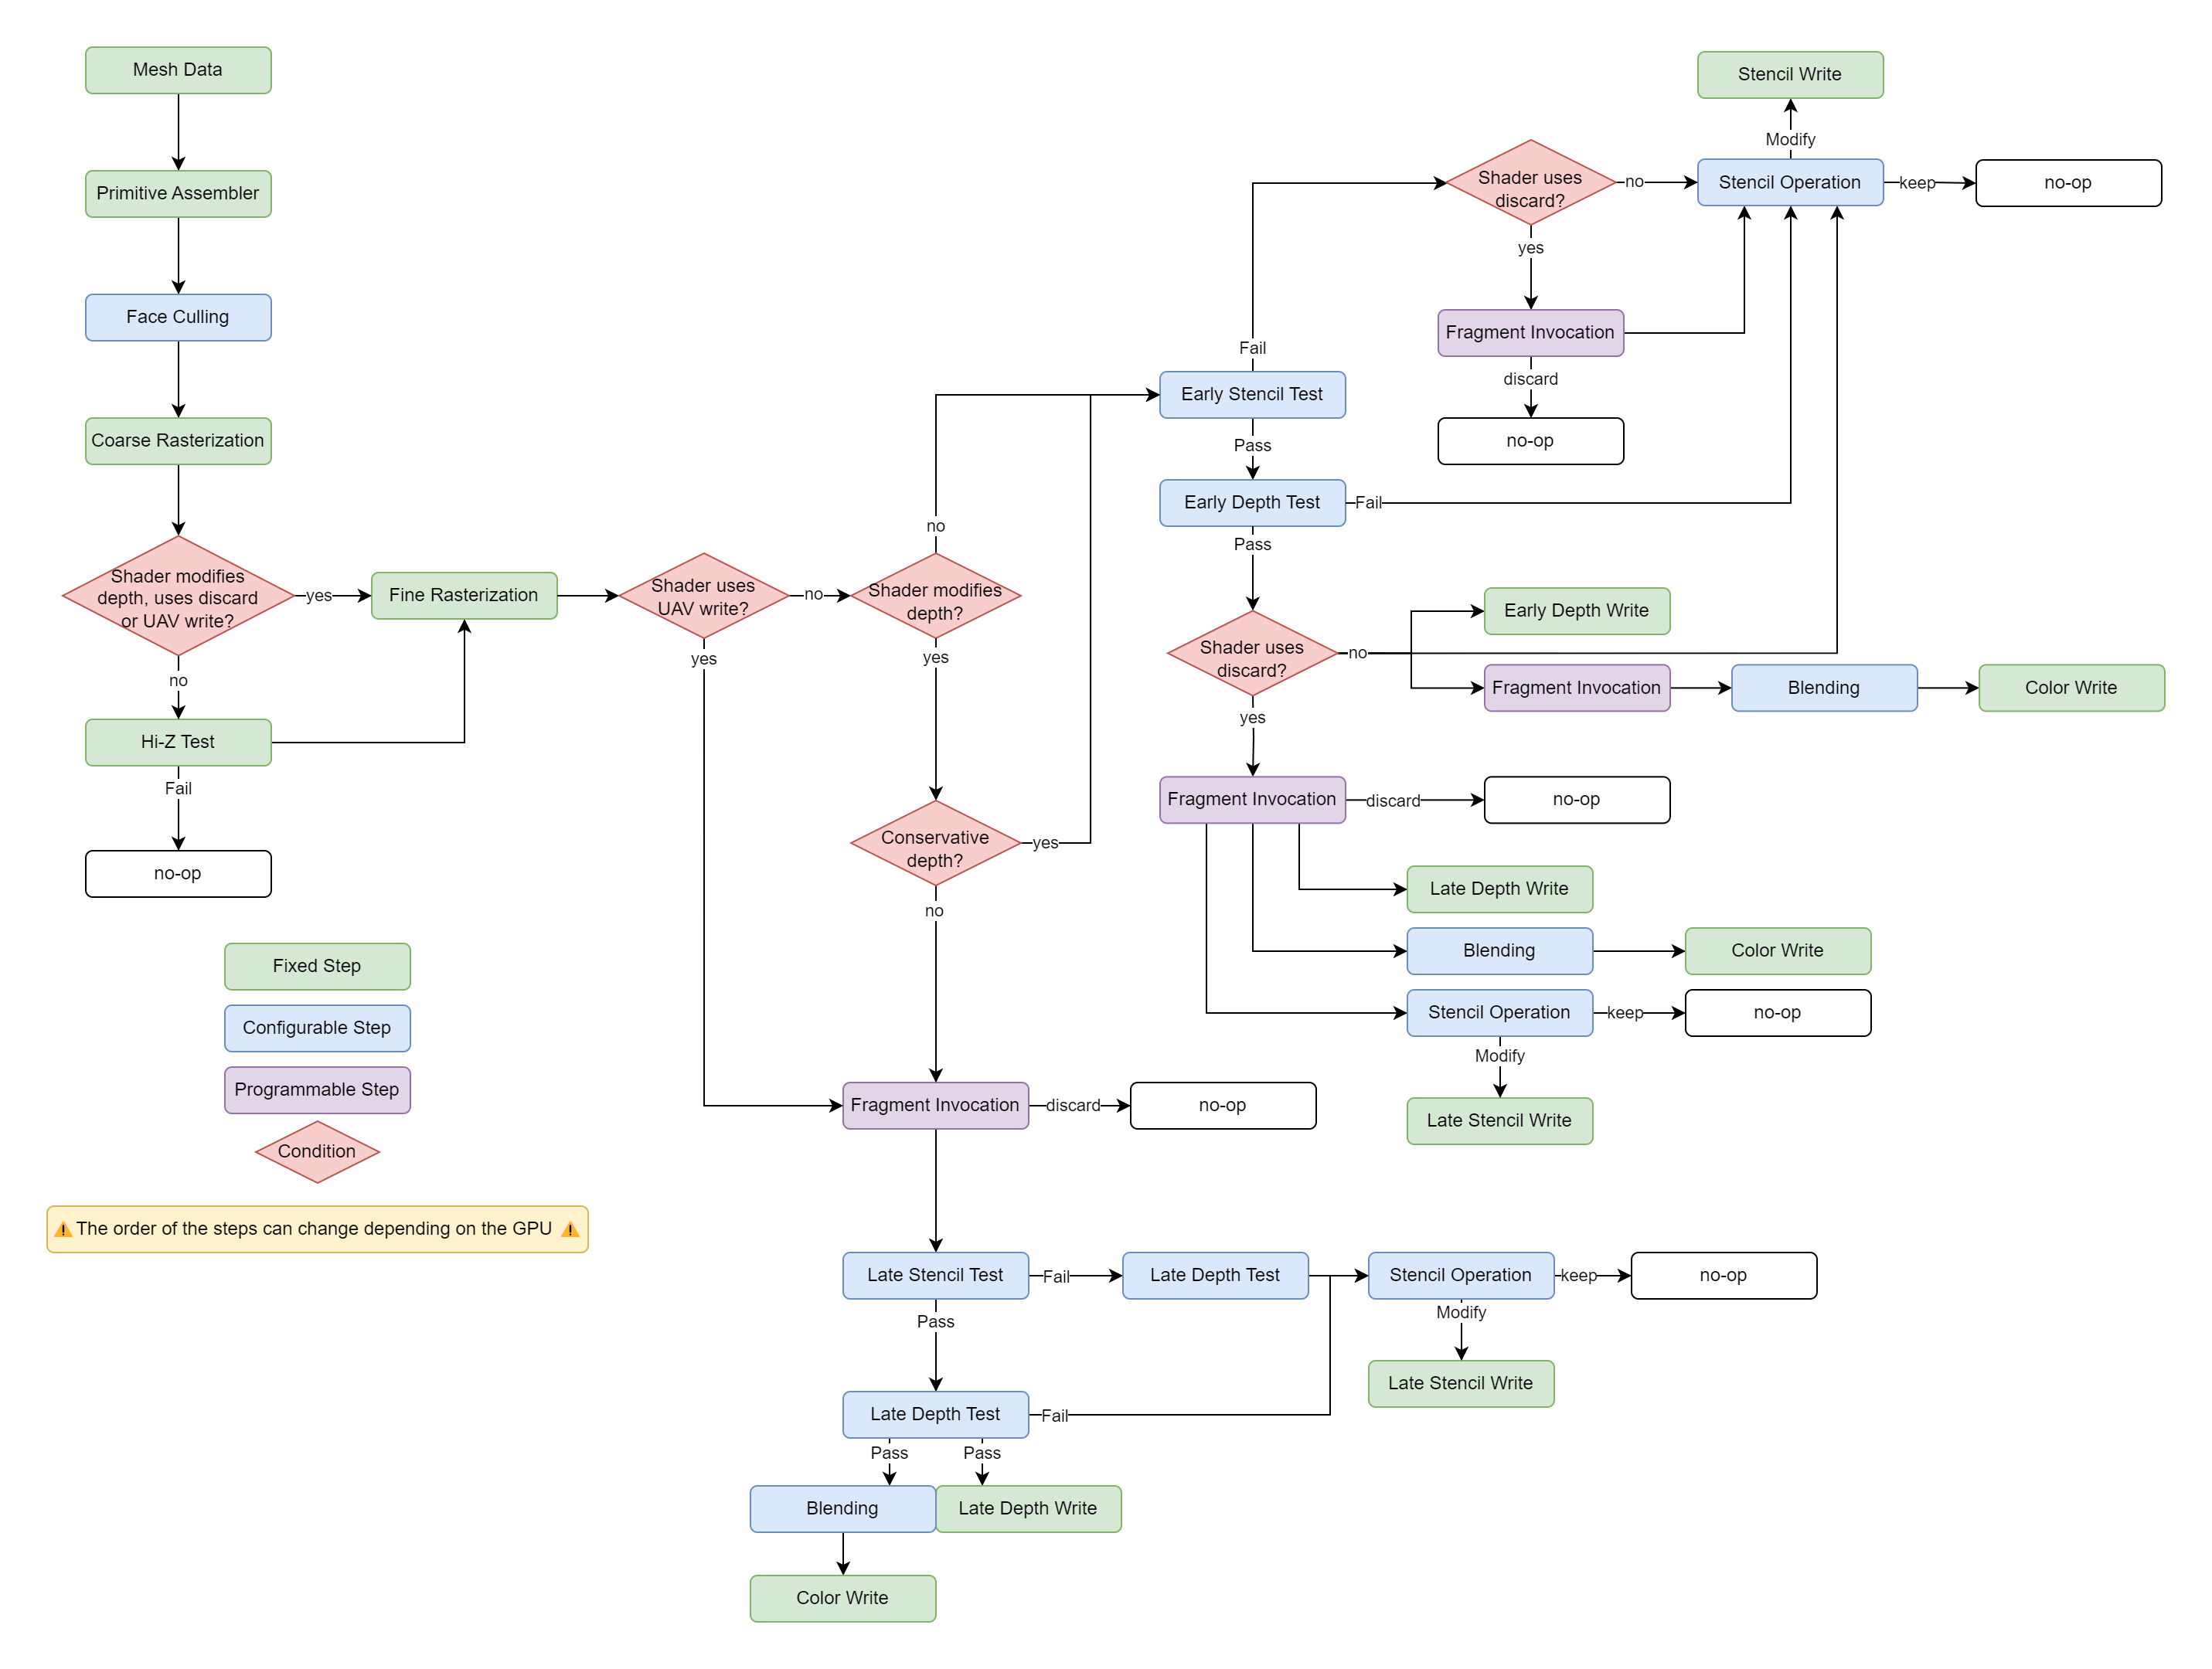 Mesh Data
Primitive Assembler
Face Culling
Coarse Rasterization
Shader modifies
depth, uses discard
or UAV write?
yes
no
Hi-Z Test
Fail
no-op
Fine Rasterization
Shader uses
UAV write?
no
yes
Shader modifies
depth?
no
yes
Conservative
depth?
yes
no
Early Stencil Test
Fail
Pass
Shader uses
discard?
no
yes
Fragment Invocation
discard
no-op
Stencil Operation
Modify
Stencil Write
keep
no-op
Early Depth Test
Fail
Pass
Shader uses
discard?
no
yes
Early Depth Write
Fragment Invocation
Blending
Color Write
Fragment Invocation
discard
no-op
Late Depth Write
Blending
Color Write
Stencil Operation
keep
no-op
Modify
Late Stencil Write
Fragment Invocation
discard
no-op
Late Stencil Test
Fail
Pass
Late Depth Test
Stencil Operation
keep
no-op
Modify
Late Stencil Write
Late Depth Test
Fail
Pass
Pass
Blending
Late Depth Write
Color Write
Fixed Step
Configurable Step
Programmable Step
Condition
⚠️ The order of the steps can change depending on the GPU ⚠️